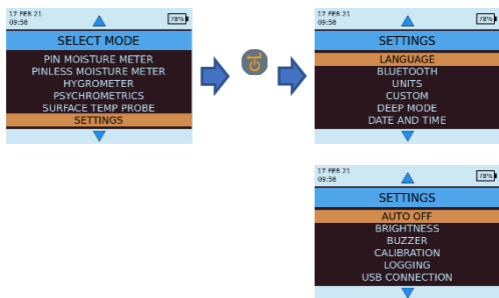 17 FEB 21
09:58
78%
SELECT MODE
PIN MOISTURE METER
PINLESS MOISTURE METER
HYGROMETER
PSYCHROMETRICS
SURFACE TEMP PROBE
SETTINGS
17 FEB 21
09:58
78%
SETTINGS
LANGUAGE
BLUETOOTH
UNITS
CUSTOM
DEEP MODE
DATE AND TIME
17 FEB 21
09:58
78%
SETTINGS
AUTO OFF
BRIGHTNESS
BUZZER
CALIBRATION
LOGGING
USB CONNECTION